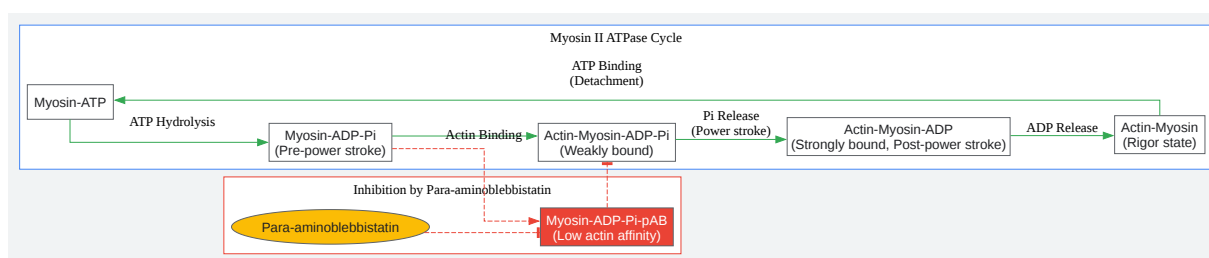 Myosin II ATPase Cycle
ATP Binding
(Detachment)
Myosin-ATP
ATP Hydrolysis
Myosin-ADP-Pi
(Pre-power stroke)
Actin Binding
Actin-Myosin-ADP-Pi
(Weakly bound)
Pi Release
(Power stroke)
Actin-Myosin-ADP
(Strongly bound, Post-power stroke)
ADP Release
Actin-Myosin
(Rigor state)
Inhibition by Para-aminoblebbistatin
Para-aminoblebbistatin
Myosin-ADP-Pi-pAB
(Low actin affinity)